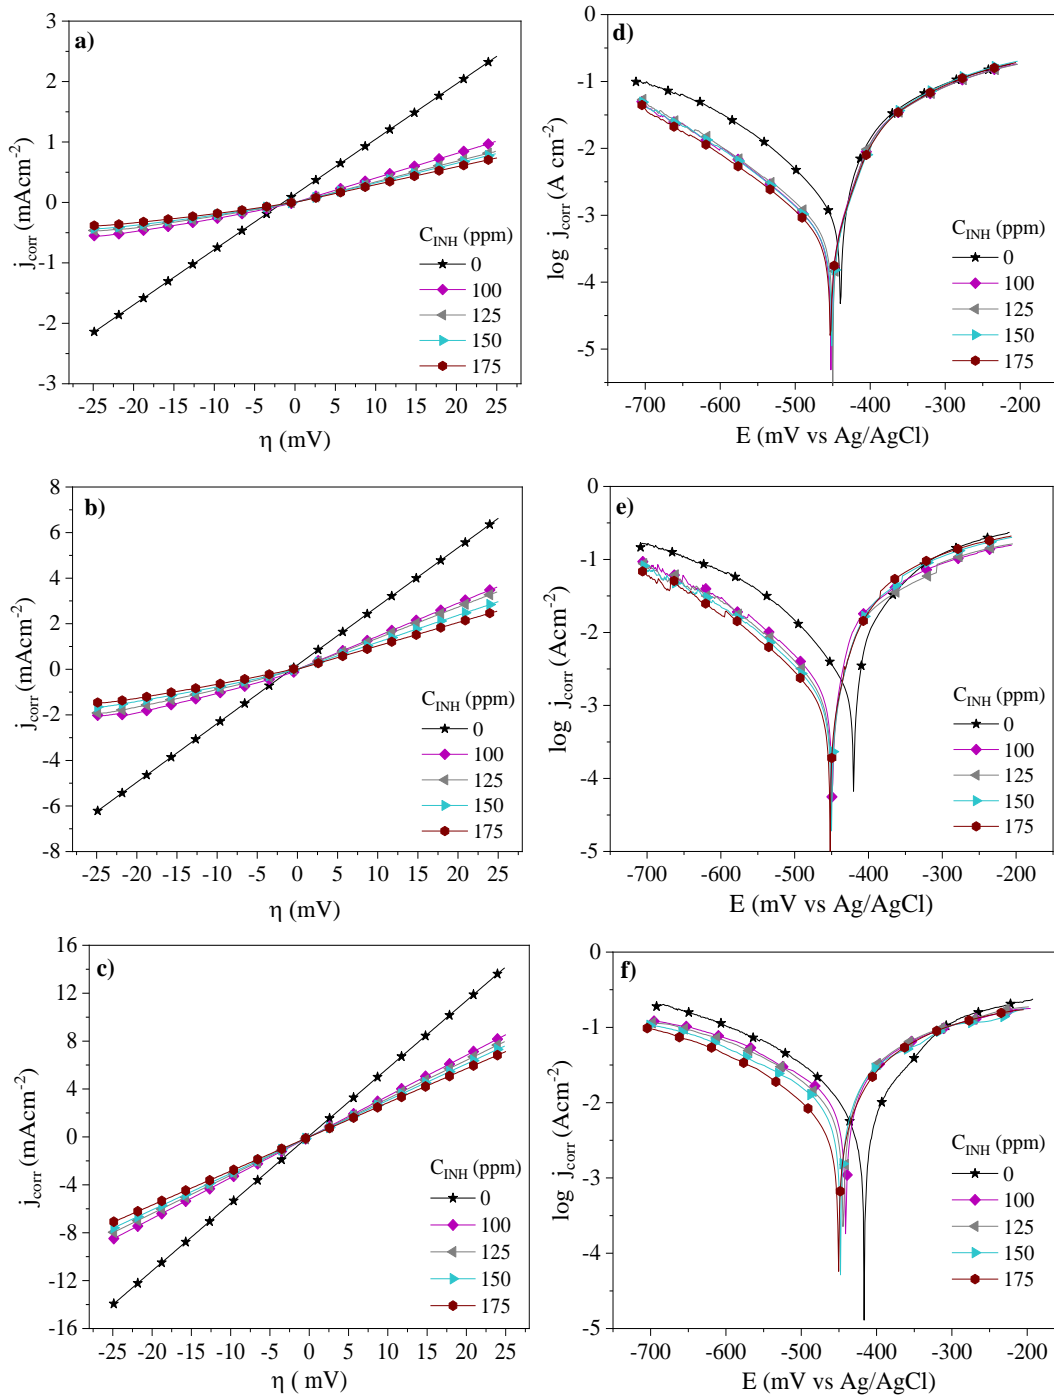 a)
3
2
1
0
-1
-2
-3
j_corr (mAcm^-2)
-25 -20 -15 -10 -5 0 5 10 15 20 25
η (mV)
C_INH (ppm)
0
100
125
150
175
d)
0
-1
-2
-3
-4
-5
log j_corr (A cm^-2)
-700 -600 -500 -400 -300 -200
E (mV vs Ag/AgCl)
C_INH (ppm)
0
100
125
150
175
b)
8
6
4
2
0
-2
-4
-6
-8
j_corr (mAcm^-2)
-25 -20 -15 -10 -5 0 5 10 15 20 25
η (mV)
C_INH (ppm)
0
100
125
150
175
e)
0
-1
-2
-3
-4
-5
log j_corr (Acm^-2)
-700 -600 -500 -400 -300 -200
E (mV vs Ag/AgCl)
C_INH (ppm)
0
100
125
150
175
c)
16
12
8
4
0
-4
-8
-12
-16
j_corr (mAcm^-2)
-25 -20 -15 -10 -5 0 5 10 15 20 25
η ( mV)
C_INH (ppm)
0
100
125
150
175
f)
0
-1
-2
-3
-4
-5
log j_corr (Acm^-2)
-700 -600 -500 -400 -300 -200
E (mV vs Ag/AgCl)
C_INH (ppm)
0
100
125
150
175